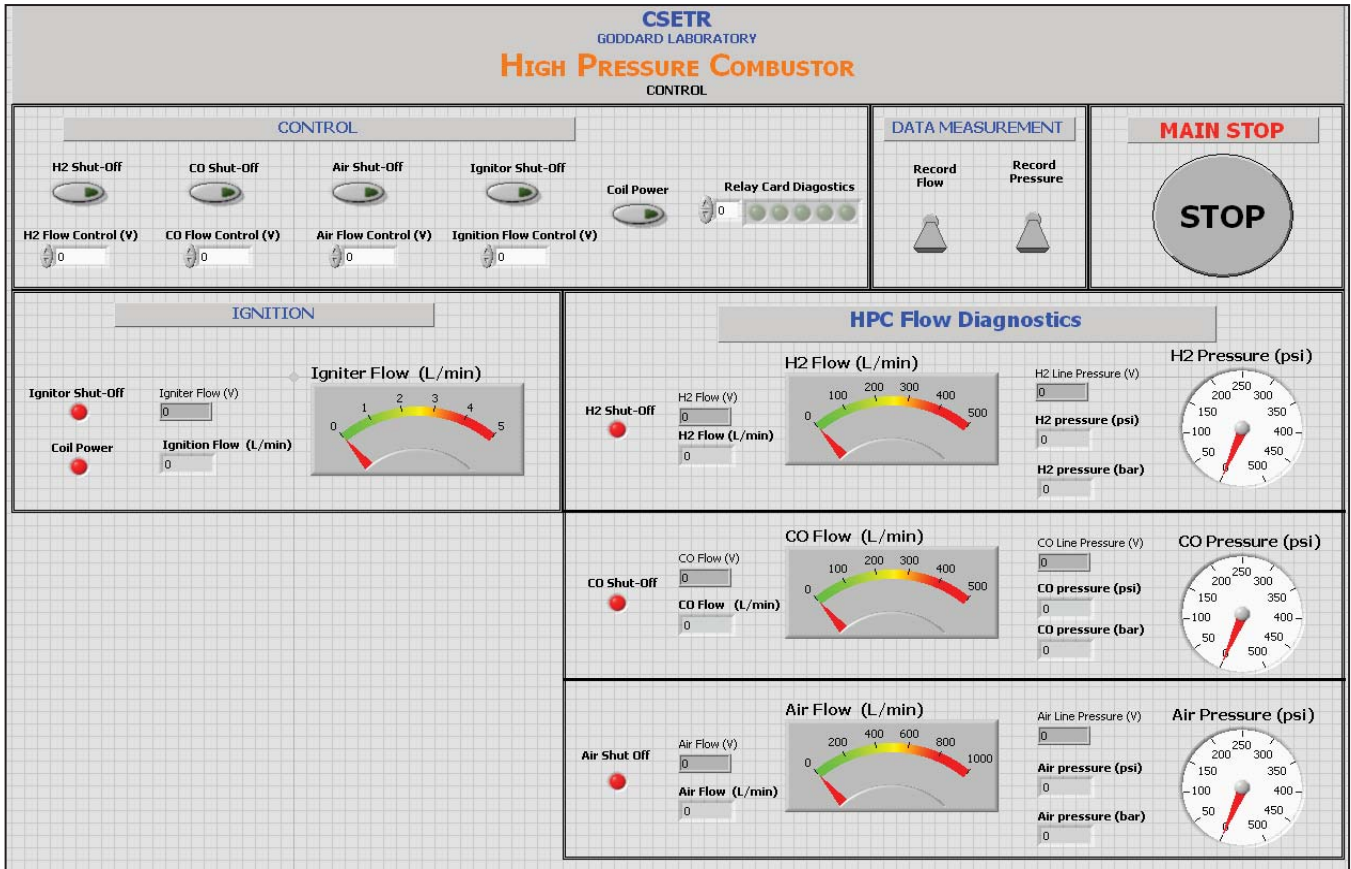 CSETR
GODDARD LABORATORY
HIGH PRESSURE COMBUSTOR
CONTROL
CONTROL
H2 Shut-Off
CO Shut-Off
Air Shut-Off
Ignitor Shut-Off
Coil Power
Relay Card Diagostics
0
H2 Flow Control (V)
CO Flow Control (V)
Air Flow Control (V)
Ignition Flow Control (V)
0
0
0
0
DATA MEASUREMENT
Record
Flow
Record
Pressure
MAIN STOP
STOP
IGNITION
Ignitor Shut-Off
Coil Power
Igniter Flow (V)
0
Ignition Flow (L/min)
0
Igniter Flow (L/min)
0 1 2 3 4 5
HPC Flow Diagnostics
H2 Shut-Off
H2 Flow (V)
0
H2 Flow (L/min)
0
H2 Flow (L/min)
0 100 200 300 400 500
H2 Line Pressure (V)
0
H2 pressure (psi)
0
H2 pressure (bar)
0
H2 Pressure (psi)
0 50 100 150 200 250 300 350 400 450 500
CO Shut-Off
CO Flow (V)
0
CO Flow (L/min)
0
CO Flow (L/min)
0 100 200 300 400 500
CO Line Pressure (V)
0
CO pressure (psi)
0
CO pressure (bar)
0
CO Pressure (psi)
0 50 100 150 200 250 300 350 400 450 500
Air Shut Off
Air Flow (V)
0
Air Flow (L/min)
0
Air Flow (L/min)
0 200 400 600 800 1000
Air Line Pressure (V)
0
Air pressure (psi)
0
Air pressure (bar)
0
Air Pressure (psi)
0 50 100 150 200 250 300 350 400 450 500